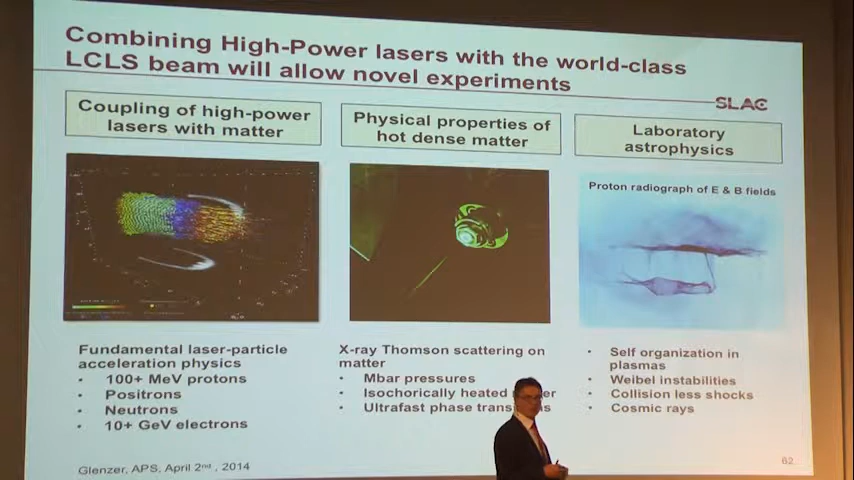 Combining High-Power lasers with the world-class
LCLS beam will allow novel experiments
SLAC
Coupling of high-power
lasers with matter
Physical properties of
hot dense matter
Laboratory
astrophysics
Proton radiograph of E & B fields
Fundamental laser-particle
acceleration physics
• 100+ MeV protons
• Positrons
• Neutrons
• 10+ GeV electrons
X-ray Thomson scattering on
matter
• Mbar pressures
• Isochorically heated
• Ultrafast phase
• Self organization in
plasmas
• Weibel instabilities
• Collision less shocks
• Cosmic rays
Glenzer, APS, April 2nd , 2014
62